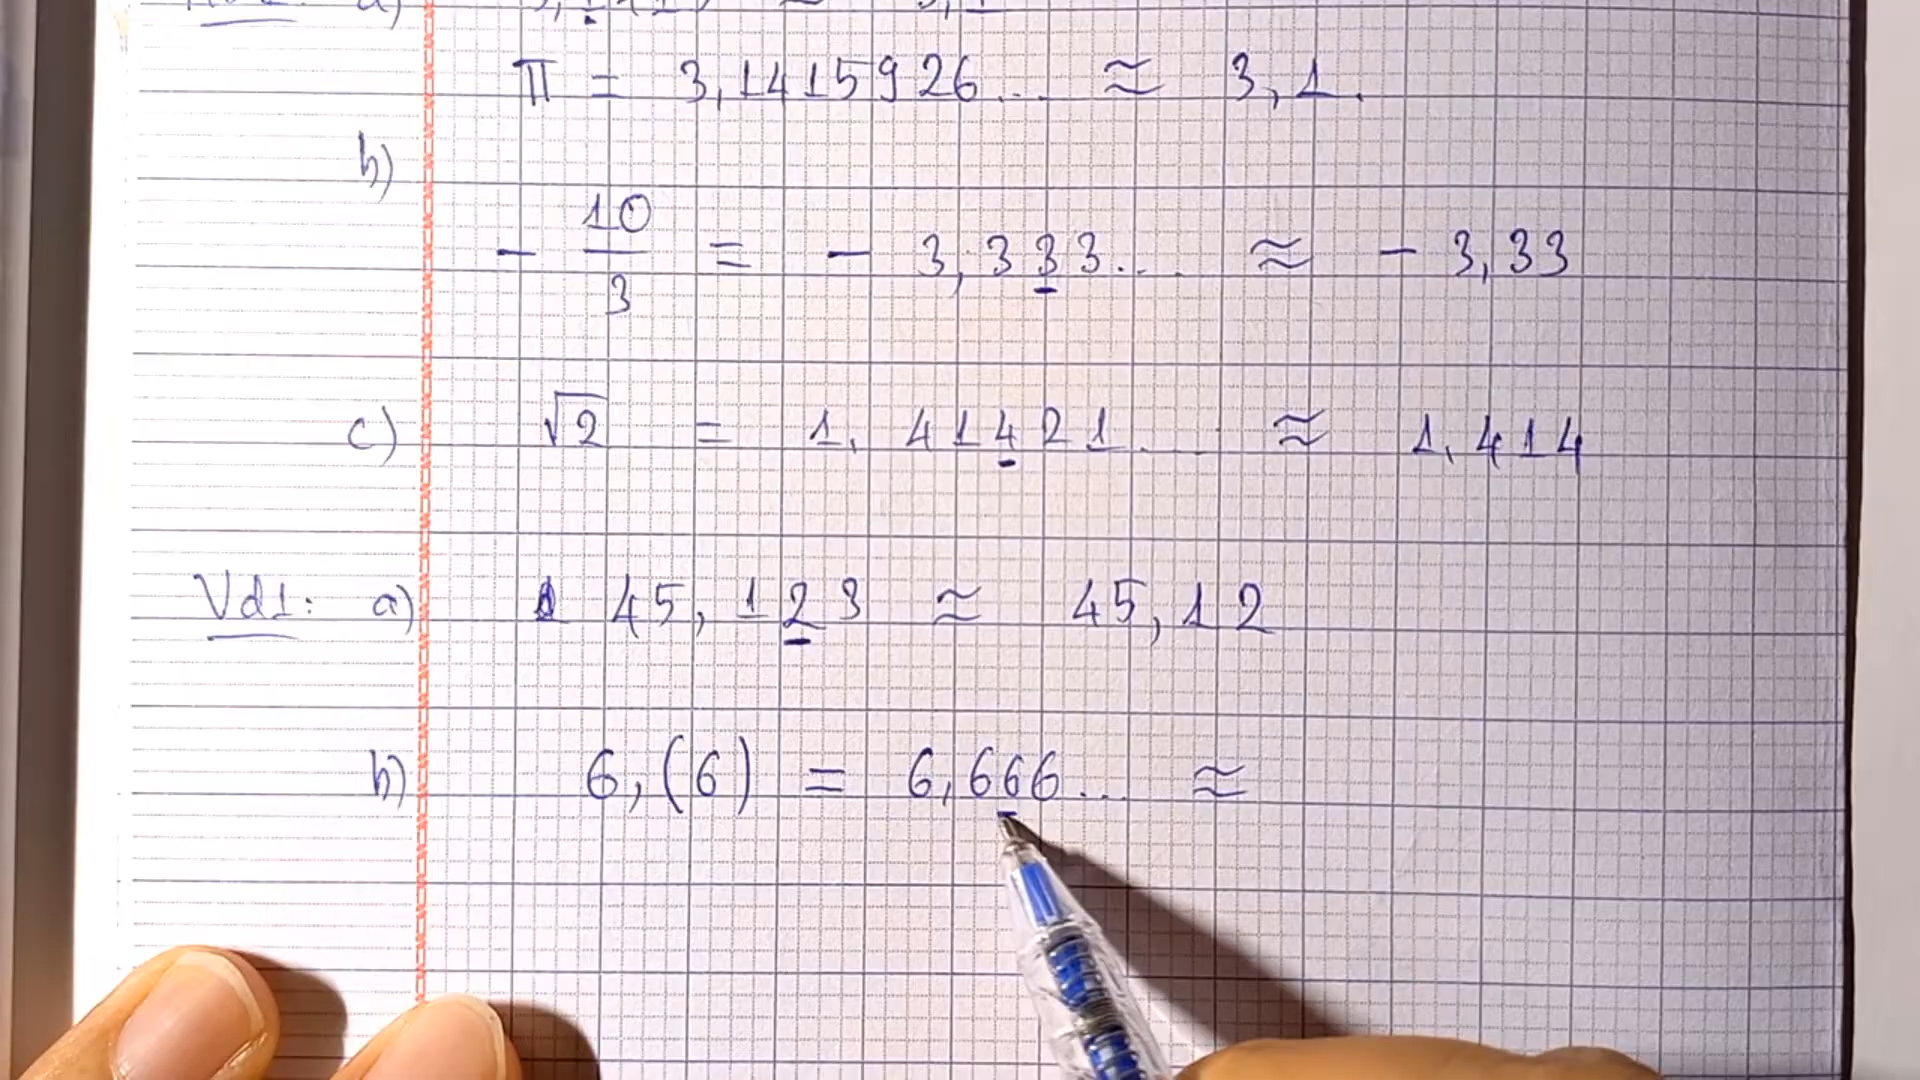 a)
π = 3,1415926... ≈ 3,1.
b)
- 10/3 = - 3,333... ≈ - 3,33
c) √2 = 1,41421... ≈ 1,414
Vd1: a) 45,123 ≈ 45,12
b) 6,(6) = 6,666... ≈